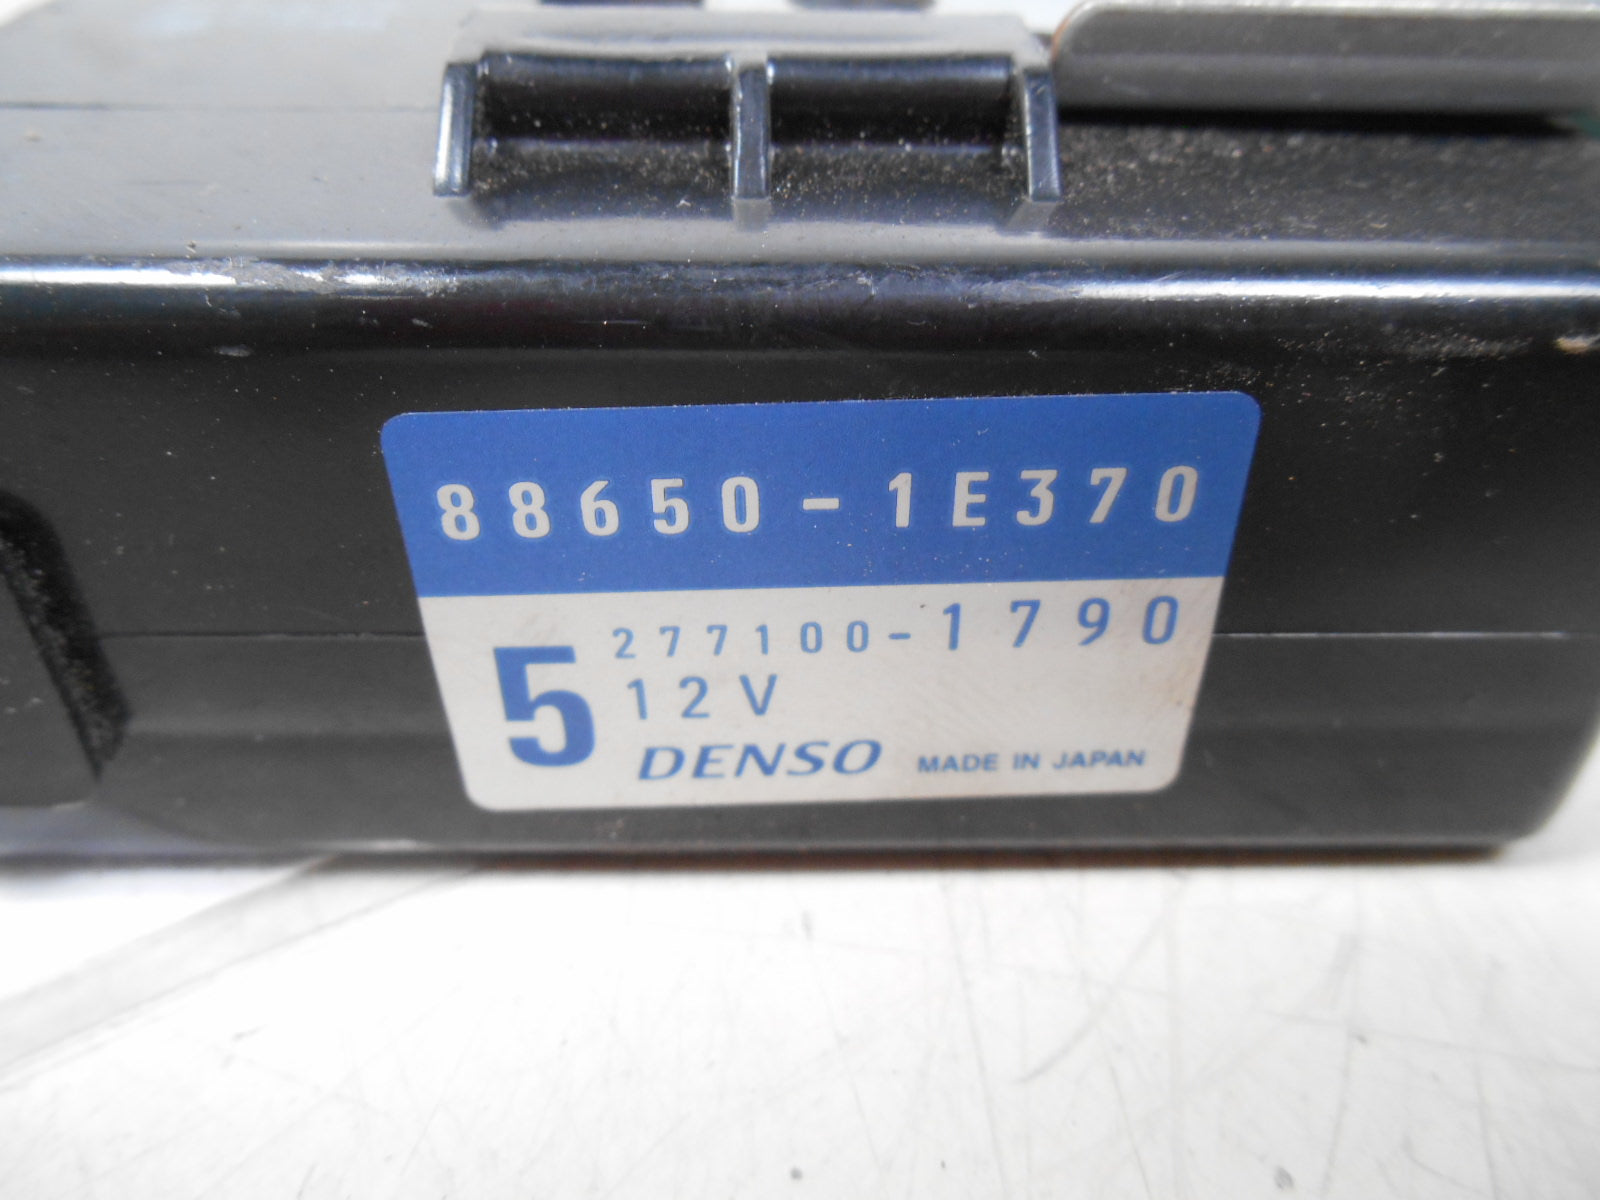 88650-1E370
5 277100-1790
12V
DENSO MADE IN JAPAN